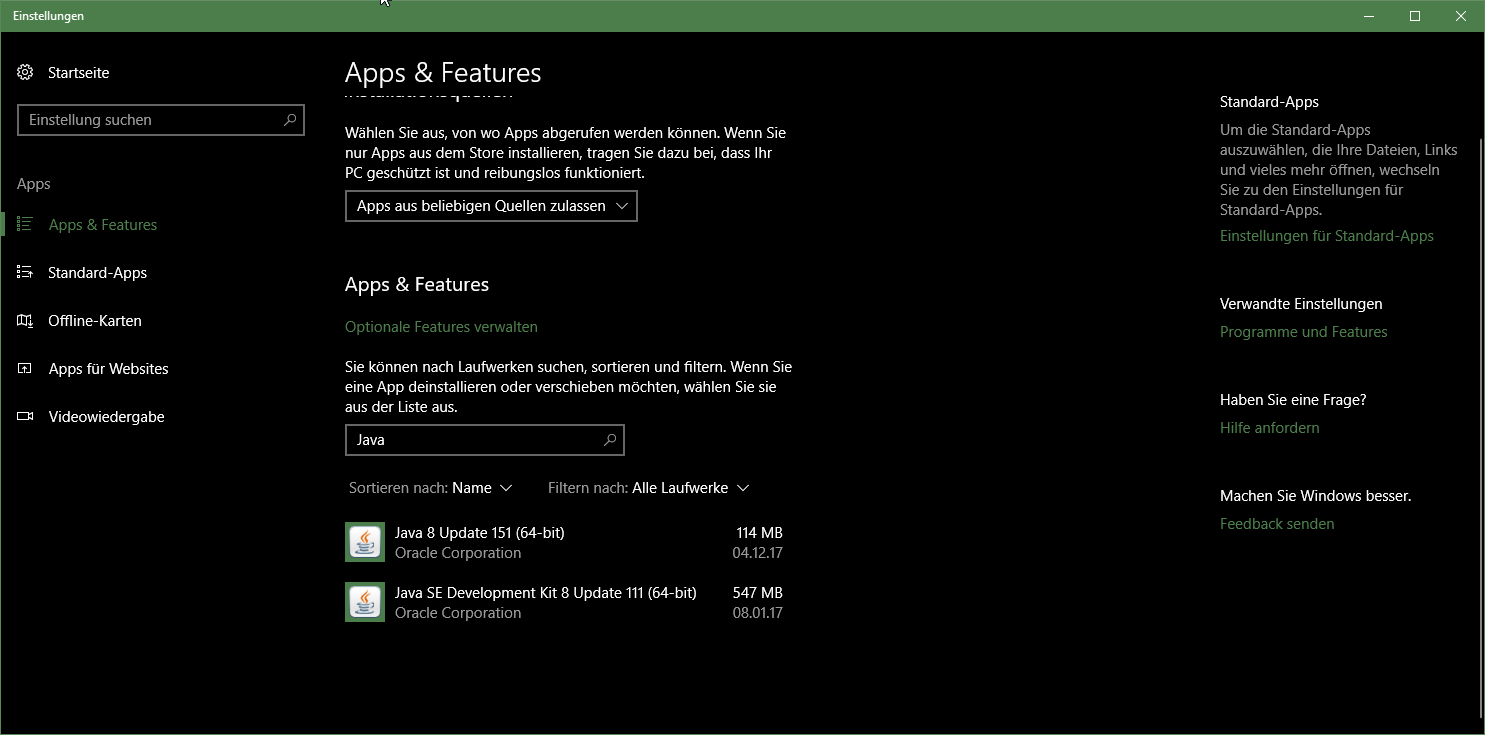 Einstellungen
Startseite
Einstellung suchen
Apps
Apps & Features
Standard-Apps
Offline-Karten
Apps für Websites
Videowiedergabe
Apps & Features
Installationsquellen
Wählen Sie aus, von wo Apps abgerufen werden können. Wenn Sie
nur Apps aus dem Store installieren, tragen Sie dazu bei, dass Ihr
PC geschützt ist und reibungslos funktioniert.
Apps aus beliebigen Quellen zulassen
Apps & Features
Optionale Features verwalten
Sie können nach Laufwerken suchen, sortieren und filtern. Wenn Sie
eine App deinstallieren oder verschieben möchten, wählen Sie sie
aus der Liste aus.
Java
Sortieren nach: Name Filtern nach: Alle Laufwerke
Java 8 Update 151 (64-bit) 114 MB
Oracle Corporation 04.12.17
Java SE Development Kit 8 Update 111 (64-bit) 547 MB
Oracle Corporation 08.01.17
Standard-Apps
Um die Standard-Apps
auszuwählen, die Ihre Dateien, Links
und vieles mehr öffnen, wechseln
Sie zu den Einstellungen für
Standard-Apps.
Einstellungen für Standard-Apps
Verwandte Einstellungen
Programme und Features
Haben Sie eine Frage?
Hilfe anfordern
Machen Sie Windows besser.
Feedback senden